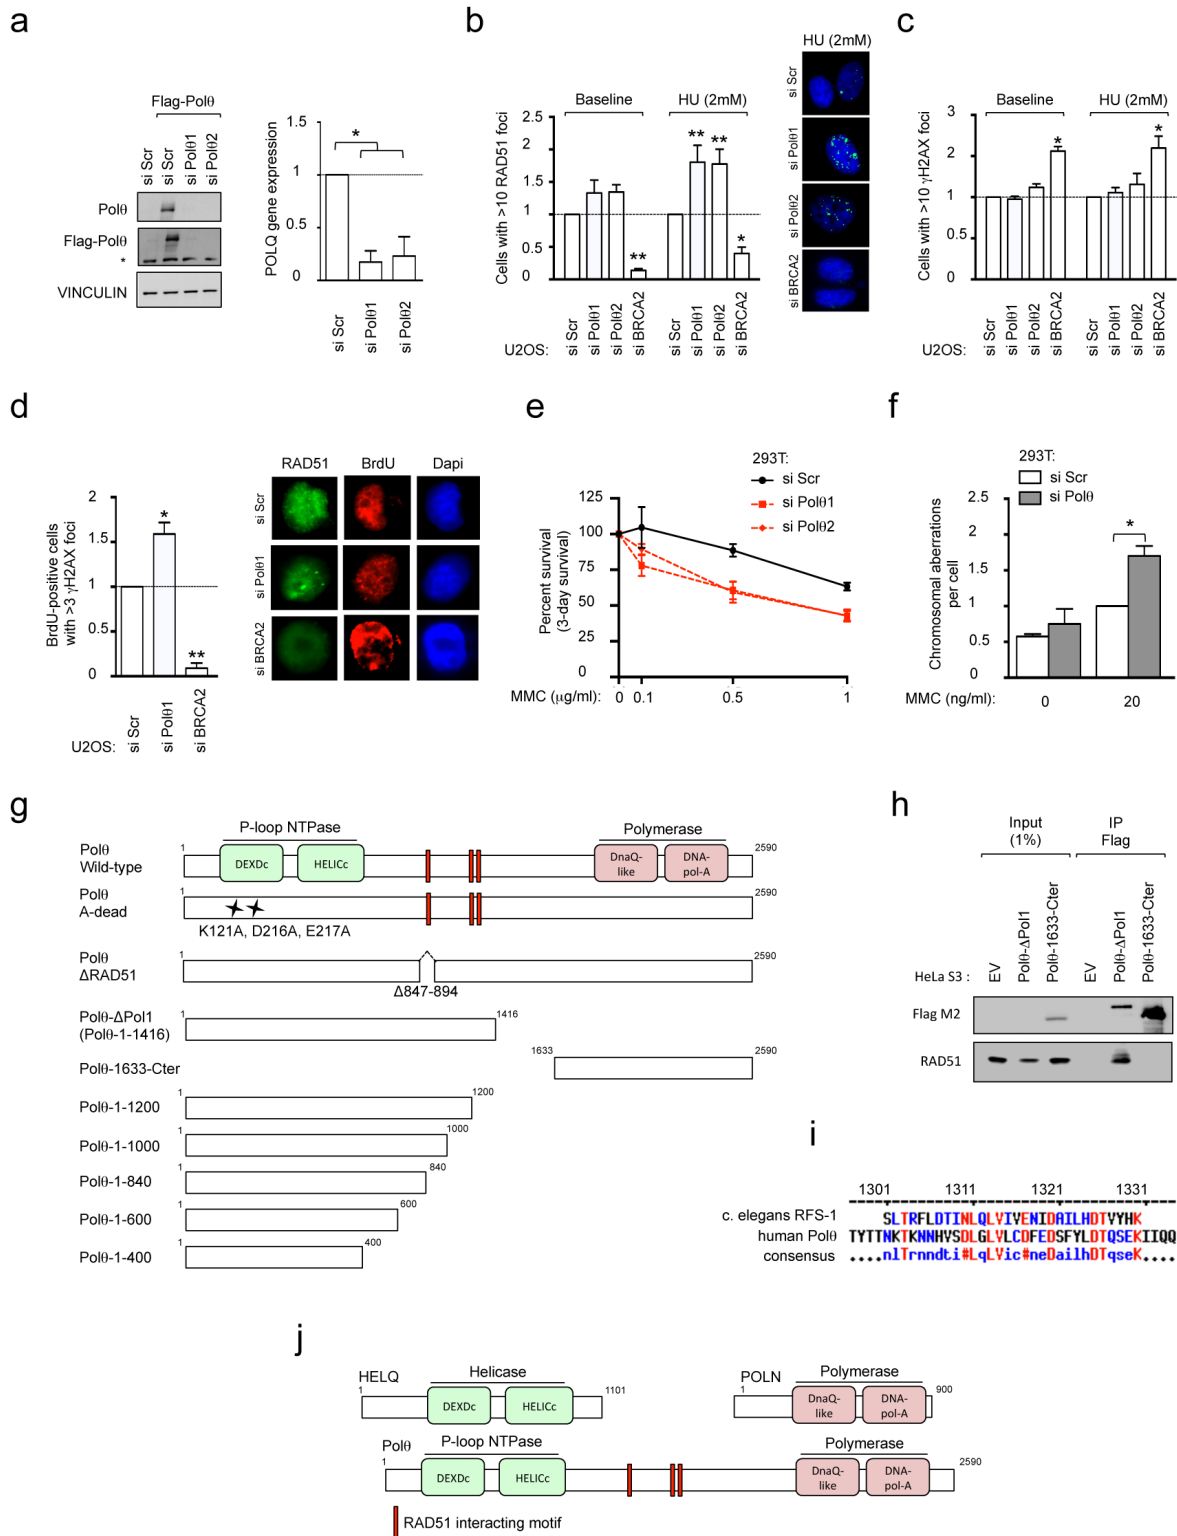 a
Flag-Polθ
si Scr
si Scr
si Polθ1
si Polθ2
Polθ
Flag-Polθ
*
VINCULIN
POLQ gene expression
1.5
1
0.5
0
*
si Scr
si Polθ1
si Polθ2
b
Baseline
HU (2mM)
Cells with >10 RAD51 foci
2.5
2
1.5
1
0.5
0
**
**
**
*
U2OS:
si Scr
si Polθ1
si Polθ2
si BRCA2
si Scr
si Polθ1
si Polθ2
si BRCA2
HU (2mM)
si Scr
si Polθ1
si Polθ2
si BRCA2
c
Baseline
HU (2mM)
Cells with >10 γH2AX foci
3
2
1
0
*
*
U2OS:
si Scr
si Polθ1
si Polθ2
si BRCA2
si Scr
si Polθ1
si Polθ2
si BRCA2
d
BrdU-positive cells
with >3 γH2AX foci
2
1.5
1
0.5
0
*
**
U2OS:
si Scr
si Polθ1
si BRCA2
RAD51 BrdU Dapi
si Scr
si Polθ1
si BRCA2
e
293T:
si Scr
si Polθ1
si Polθ2
Percent survival
(3-day survival)
125
100
75
50
25
0
MMC (μg/ml): 0 0.1 0.5 1
f
293T:
si Scr
si Polθ
Chromosomal aberrations
per cell
2.5
2
1.5
1
0.5
0
*
MMC (ng/ml): 0 20
g
P-loop NTPase
Polymerase
Polθ
Wild-type
1
DEXDc
HELICc
DnaQ-
like
DNA-
pol-A
2590
Polθ
A-dead
1
2590
K121A, D216A, E217A
Polθ
ΔRAD51
1
2590
Δ847-894
Polθ-ΔPol1
(Polθ-1-1416)
1
1416
Polθ-1633-Cter
1633
2590
Polθ-1-1200
1
1200
Polθ-1-1000
1
1000
Polθ-1-840
1
840
Polθ-1-600
1
600
Polθ-1-400
1
400
h
Input
(1%)
IP
Flag
HeLa S3 :
EV
Polθ-ΔPol1
Polθ-1633-Cter
EV
Polθ-ΔPol1
Polθ-1633-Cter
Flag M2
RAD51
i
1301 1311 1321 1331
c. elegans RFS-1 SLTRFLDTINLQLVIVENIDAILHDTVYHK
human Polθ TYTTNKTKNNHVSDLGLVLCDFEDSFYLDTQSEKIIQQ
consensus ....nlTrnndti#LqLVic#neDailhDTqseK....
j
HELQ
Helicase
1
DEXDc
HELICc
1101
POLN
Polymerase
1
DnaQ-
like
DNA-
pol-A
900
Polθ
P-loop NTPase
Polymerase
1
DEXDc
HELICc
DnaQ-
like
DNA-
pol-A
2590
RAD51 interacting motif